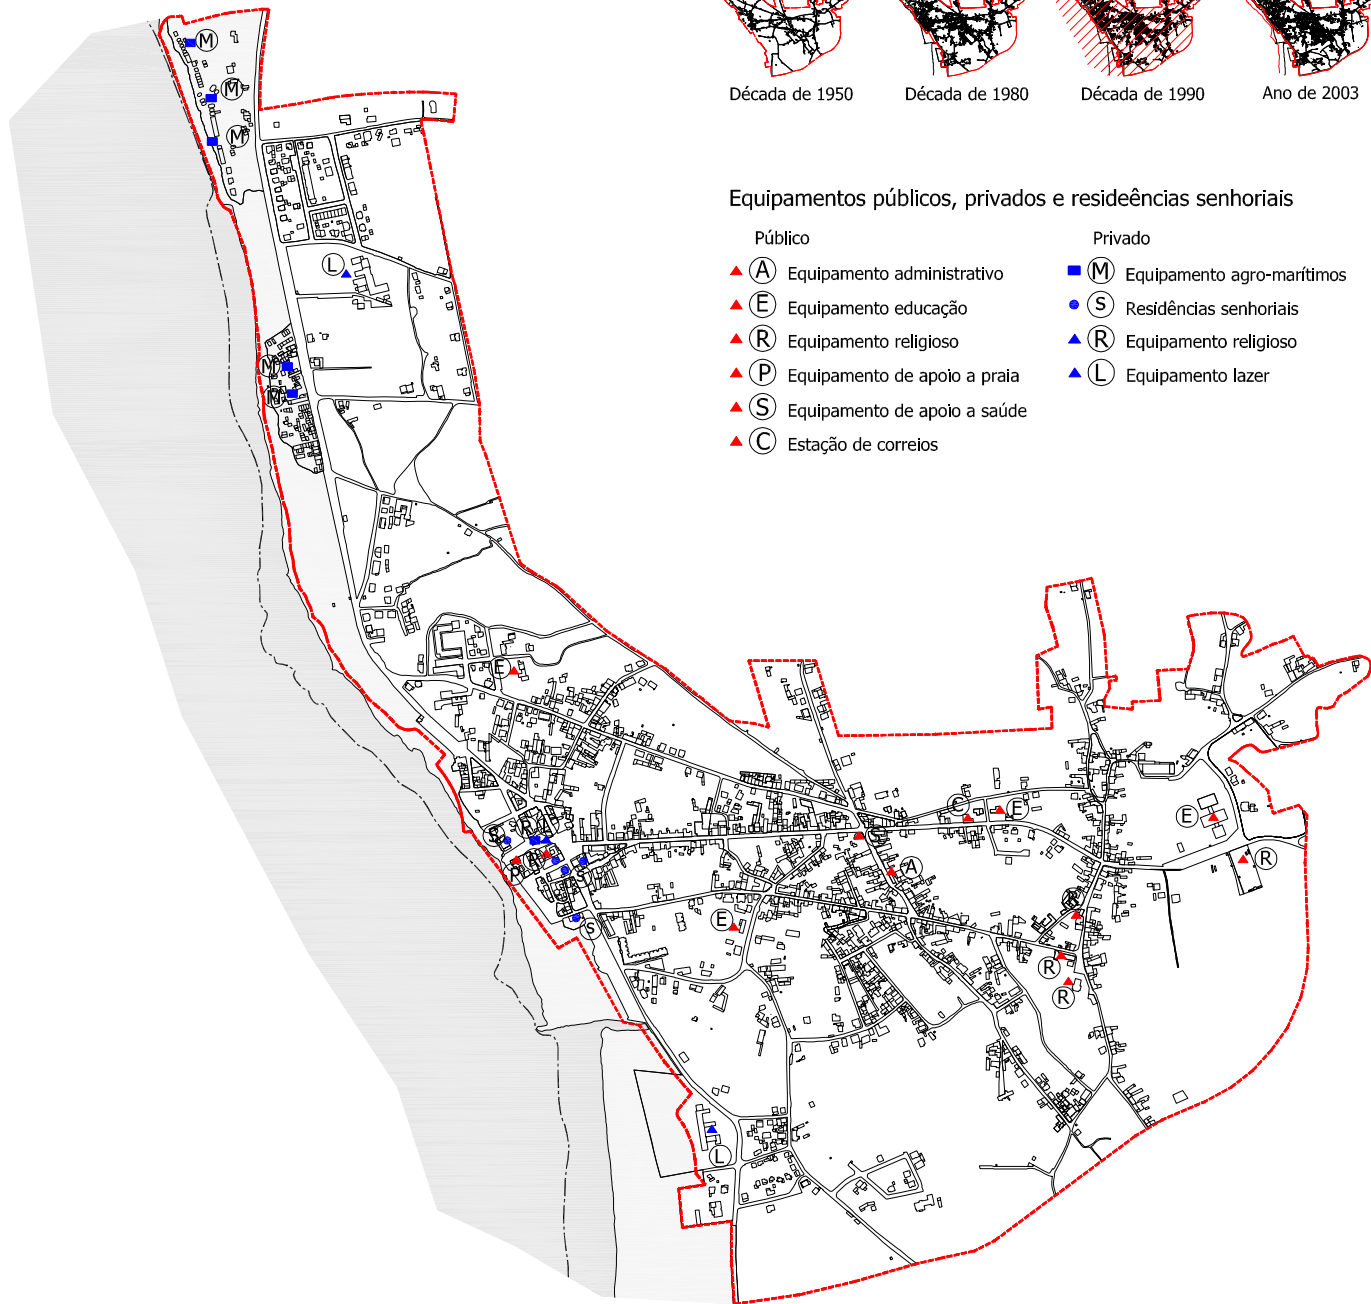 Década de 1950
Década de 1980
Década de 1990
Ano de 2003
Equipamentos públicos, privados e resideências senhoriais
Público
A Equipamento administrativo
E Equipamento educação
R Equipamento religioso
P Equipamento de apoio a praia
S Equipamento de apoio a saúde
C Estação de correios
Privado
M Equipamento agro-marítimos
S Residências senhoriais
R Equipamento religioso
L Equipamento lazer
M
M
M
L
M
M
E
C
E
E
S
R
A
R
P
S
E
R
R
L